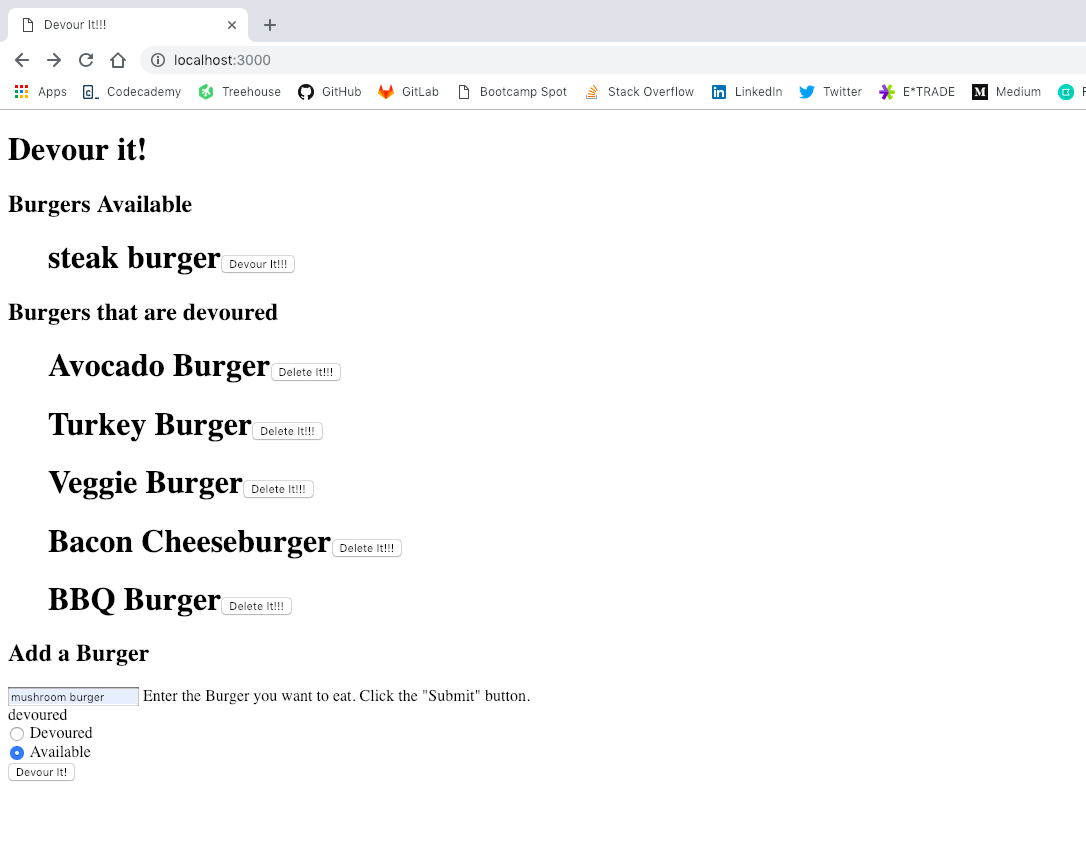 Devour It!!!
localhost:3000
Apps Codecademy Treehouse GitHub GitLab Bootcamp Spot Stack Overflow LinkedIn Twitter E*TRADE Medium F
Devour it!
Burgers Available
steak burger Devour It!!!
Burgers that are devoured
Avocado Burger Delete It!!!
Turkey Burger Delete It!!!
Veggie Burger Delete It!!!
Bacon Cheeseburger Delete It!!!
BBQ Burger Delete It!!!
Add a Burger
mushroom burger Enter the Burger you want to eat. Click the "Submit" button.
devoured
Devoured
Available
Devour It!